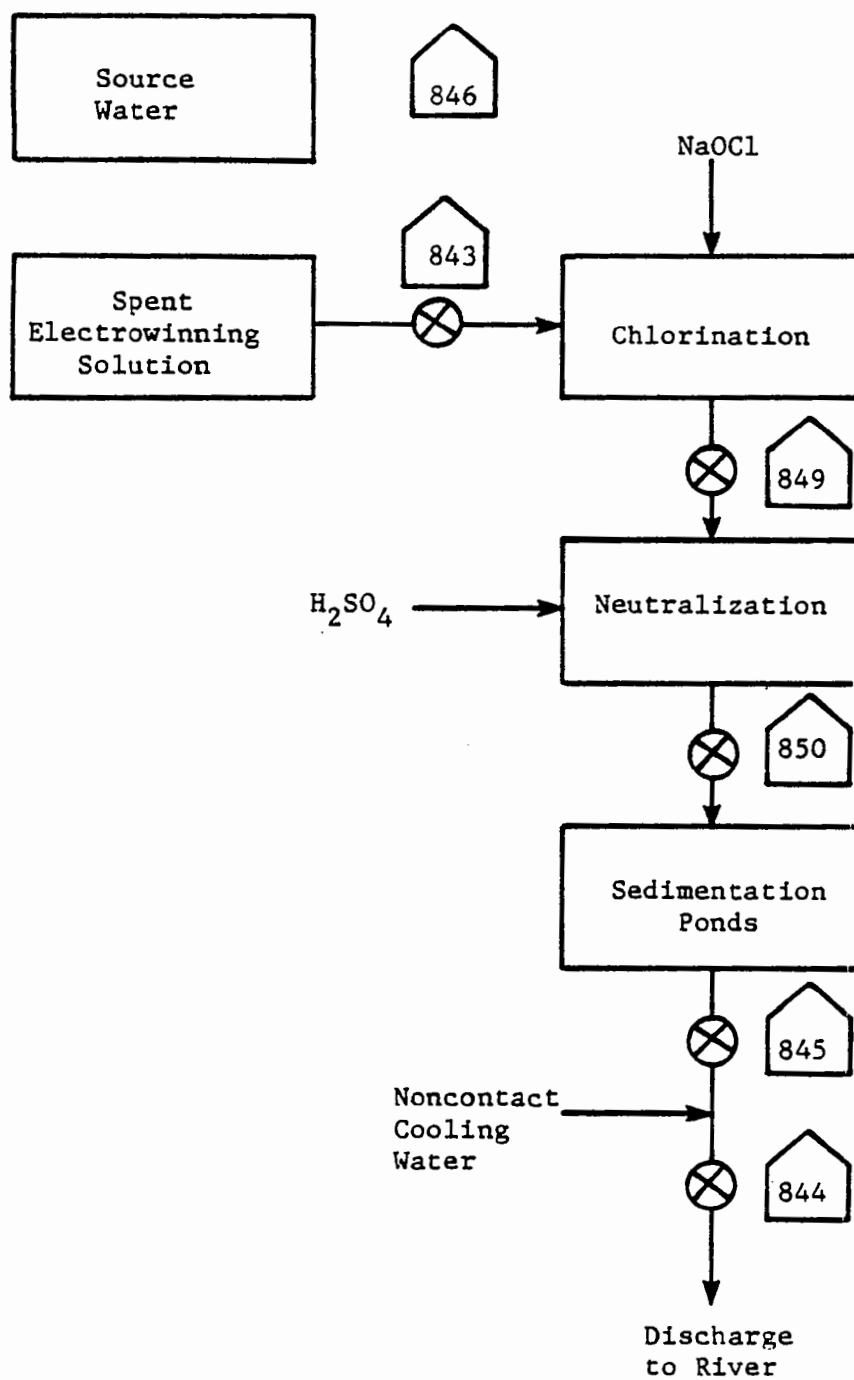 Source
Water
846
NaOCl
843
Spent
Electrowinning
Solution
Chlorination
849
H2SO4
Neutralization
850
Sedimentation
Ponds
845
Noncontact
Cooling
Water
844
Discharge
to River